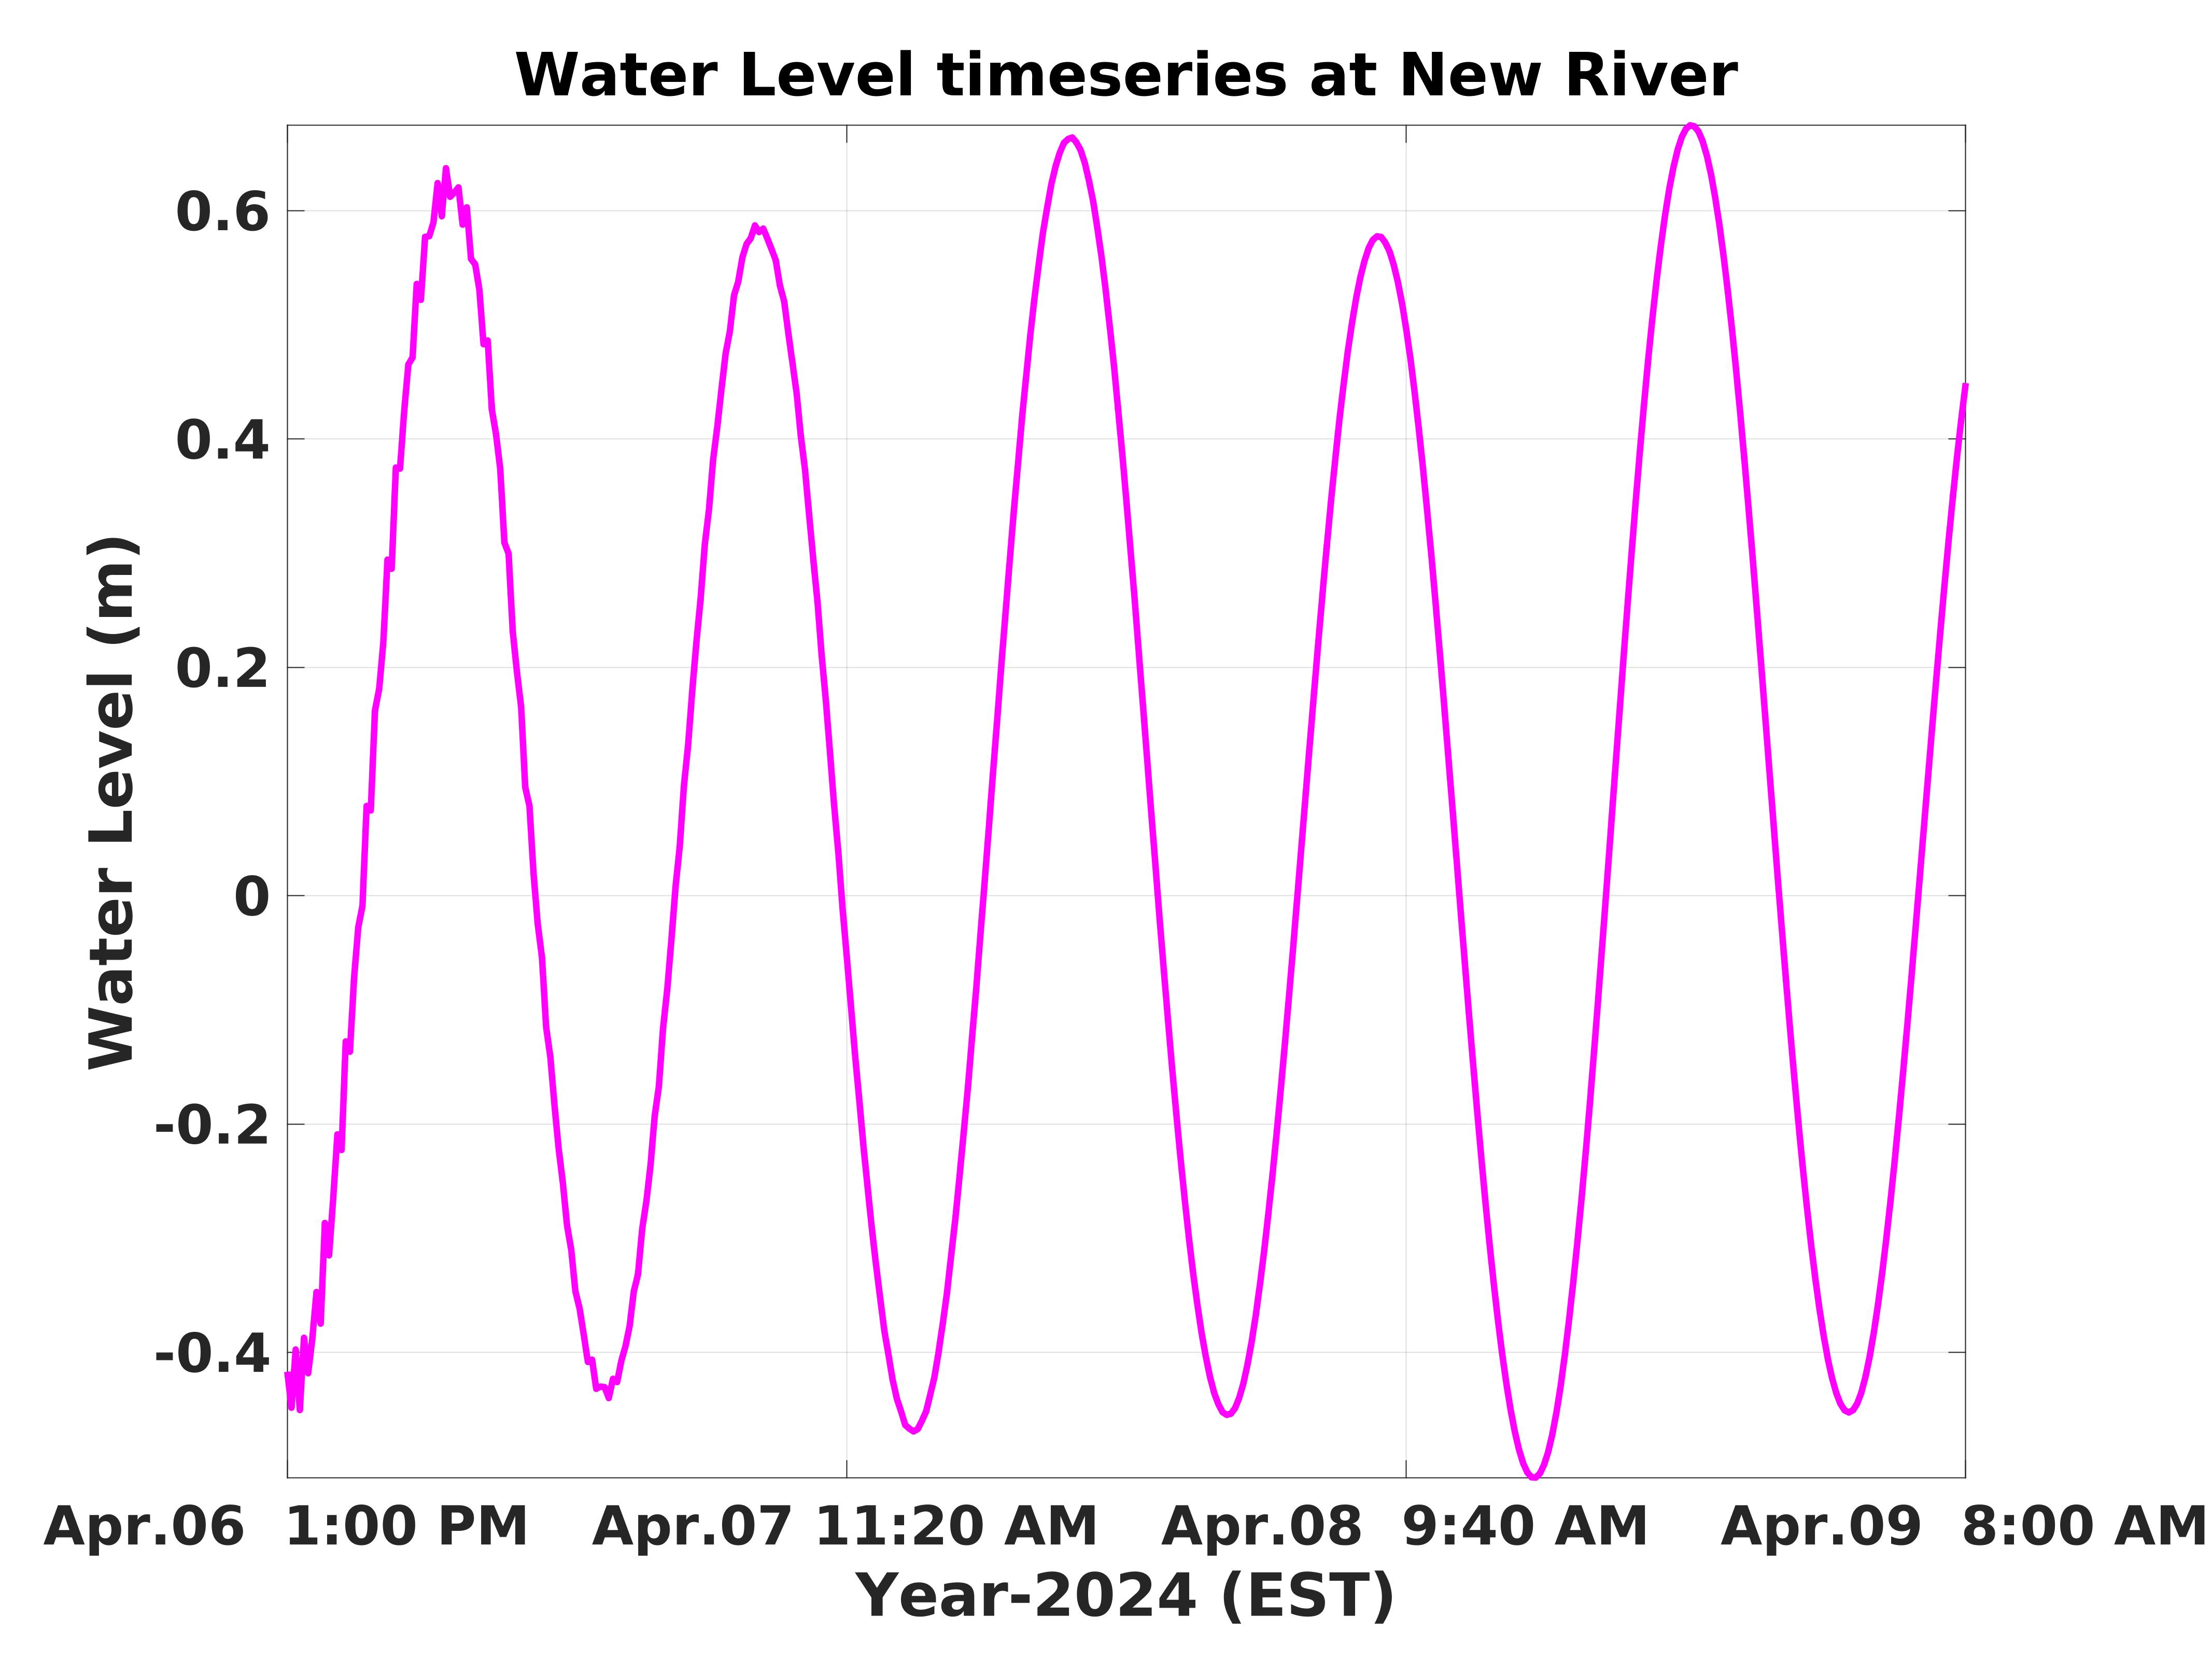 Water Level timeseries at New River
Water Level (m)
0.6
0.4
0.2
0
-0.2
-0.4
Apr.06 1:00 PM Apr.07 11:20 AM Apr.08 9:40 AM Apr.09 8:00 AM
Year-2024 (EST)